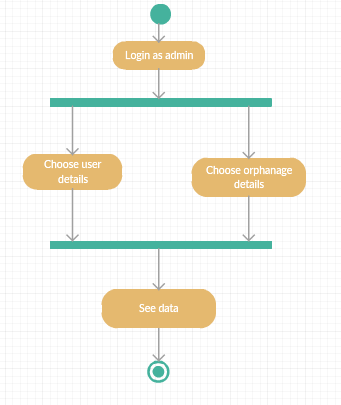 Login as admin
Choose user
details
Choose orphanage
details
See data